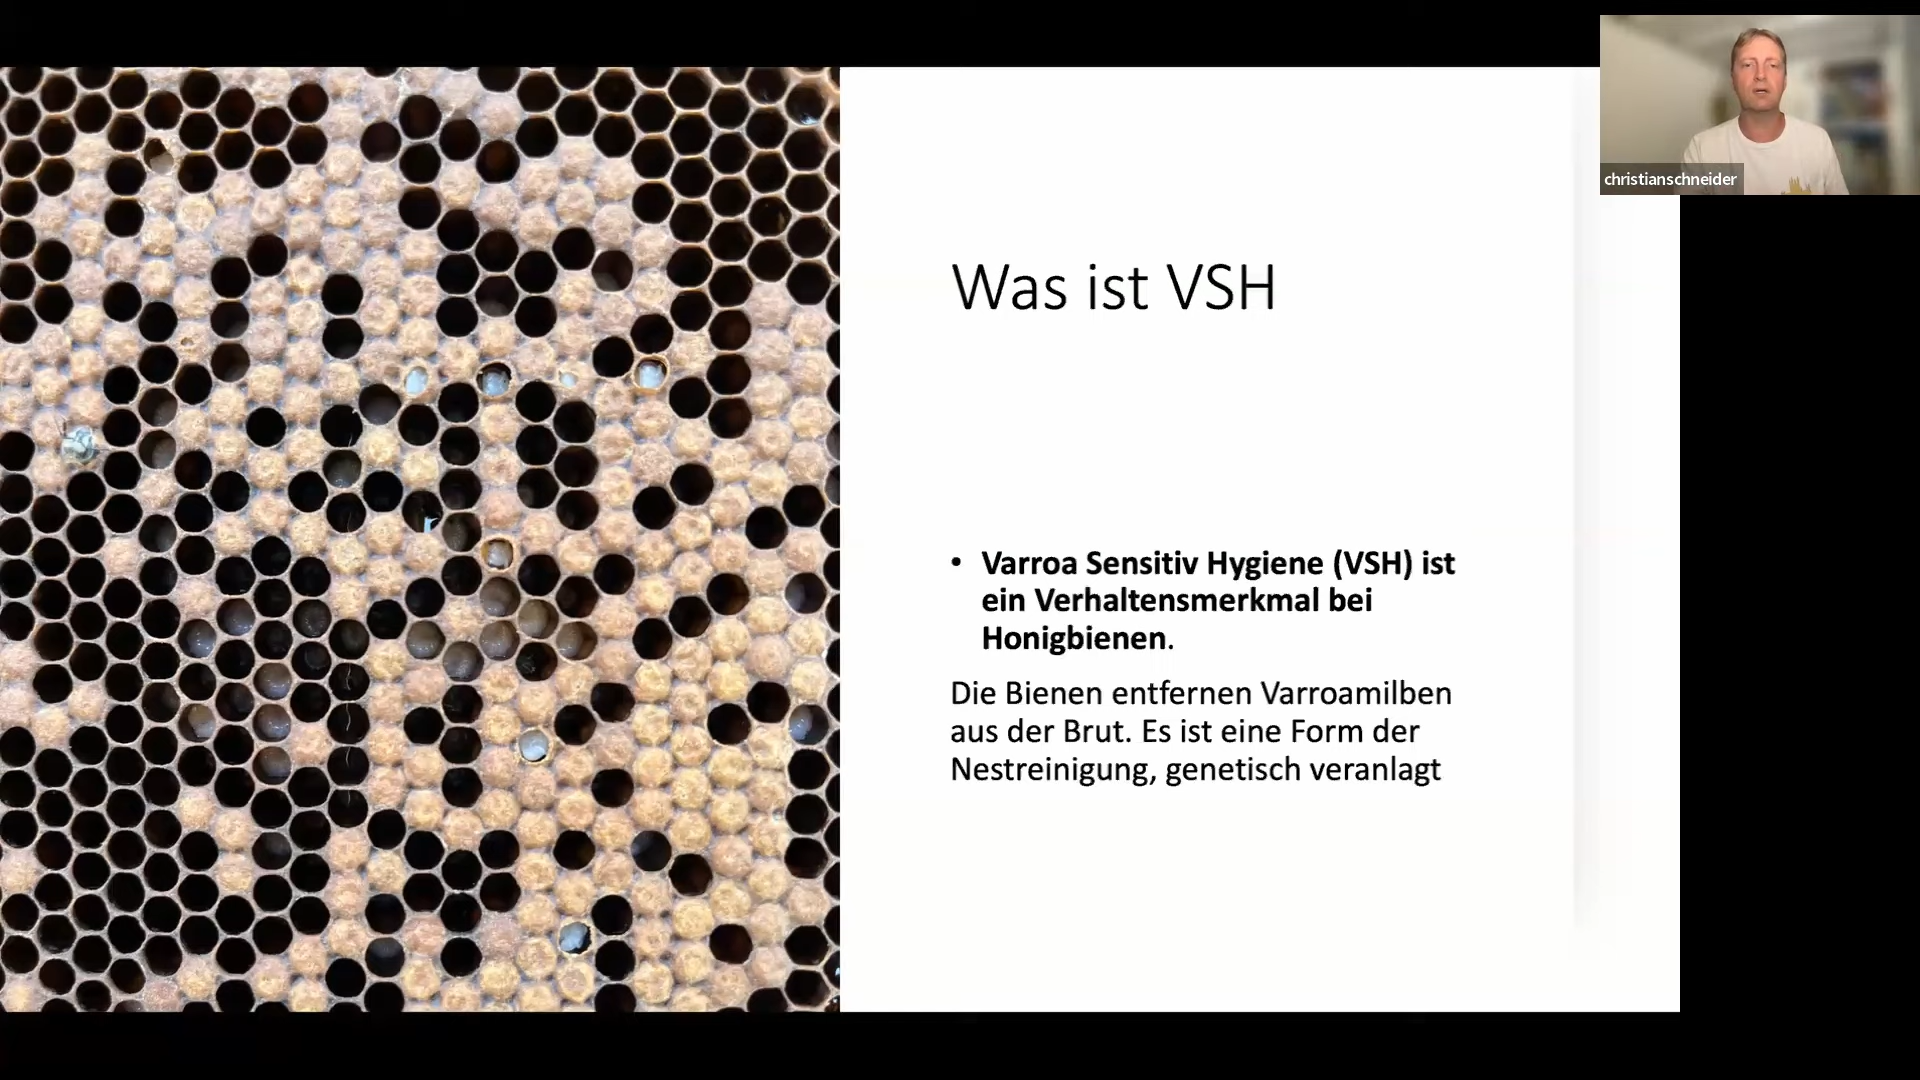 christianschneider
Was ist VSH
• Varroa Sensitiv Hygiene (VSH) ist
ein Verhaltensmerkmal bei
Honigbienen.
Die Bienen entfernen Varroamilben
aus der Brut. Es ist eine Form der
Nestreinigung, genetisch veranlagt